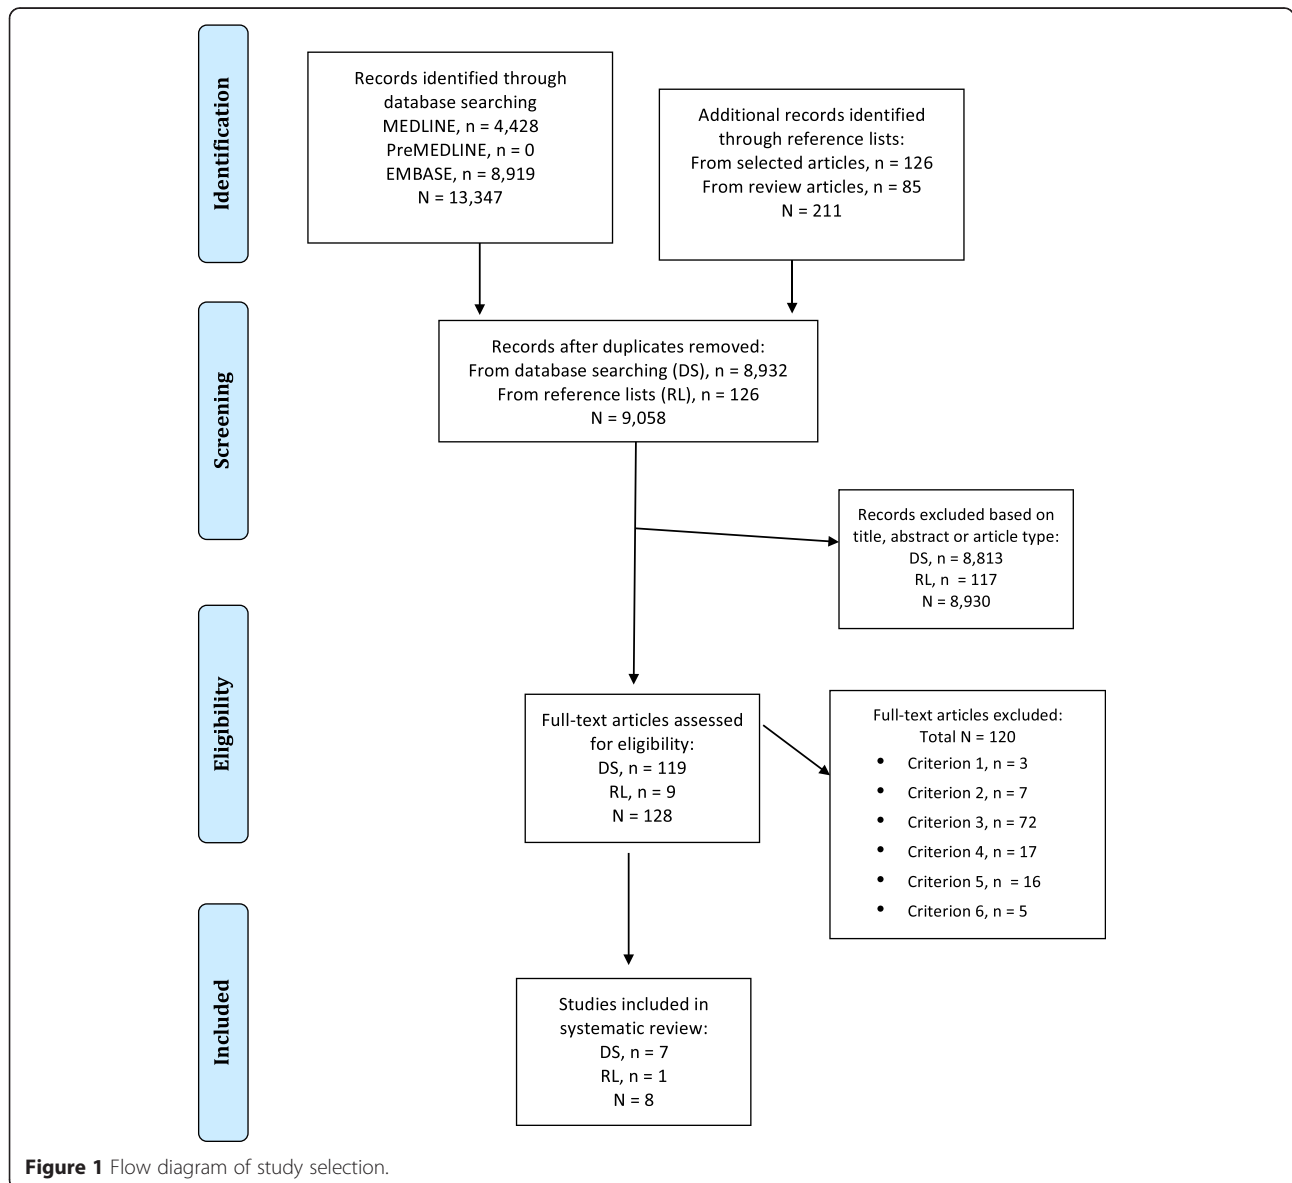 Identification
Records identified through
database searching
MEDLINE, n = 4,428
PreMEDLINE, n = 0
EMBASE, n = 8,919
N = 13,347
Additional records identified
through reference lists:
From selected articles, n = 126
From review articles, n = 85
N = 211
Screening
Records after duplicates removed:
From database searching (DS), n = 8,932
From reference lists (RL), n = 126
N = 9,058
Records excluded based on
title, abstract or article type:
DS, n = 8,813
RL, n = 117
N = 8,930
Eligibility
Full-text articles assessed
for eligibility:
DS, n = 119
RL, n = 9
N = 128
Full-text articles excluded:
Total N = 120
• Criterion 1, n = 3
• Criterion 2, n = 7
• Criterion 3, n = 72
• Criterion 4, n = 17
• Criterion 5, n = 16
• Criterion 6, n = 5
Included
Studies included in
systematic review:
DS, n = 7
RL, n = 1
N = 8
Figure 1 Flow diagram of study selection.